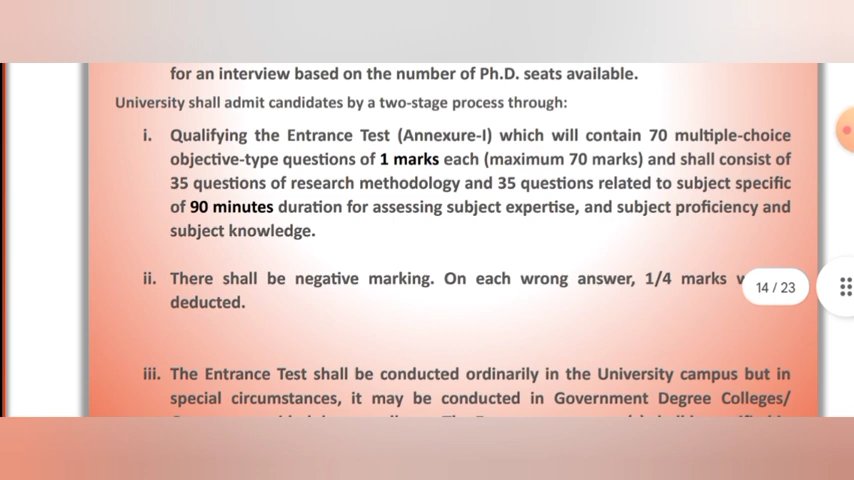 for an interview based on the number of Ph.D. seats available.
University shall admit candidates by a two-stage process through:
i. Qualifying the Entrance Test (Annexure-I) which will contain 70 multiple-choice
objective-type questions of 1 marks each (maximum 70 marks) and shall consist of
35 questions of research methodology and 35 questions related to subject specific
of 90 minutes duration for assessing subject expertise, and subject proficiency and
subject knowledge.
ii. There shall be negative marking. On each wrong answer, 1/4 marks
14 / 23
deducted.
iii. The Entrance Test shall be conducted ordinarily in the University campus but in
special circumstances, it may be conducted in Government Degree Colleges/